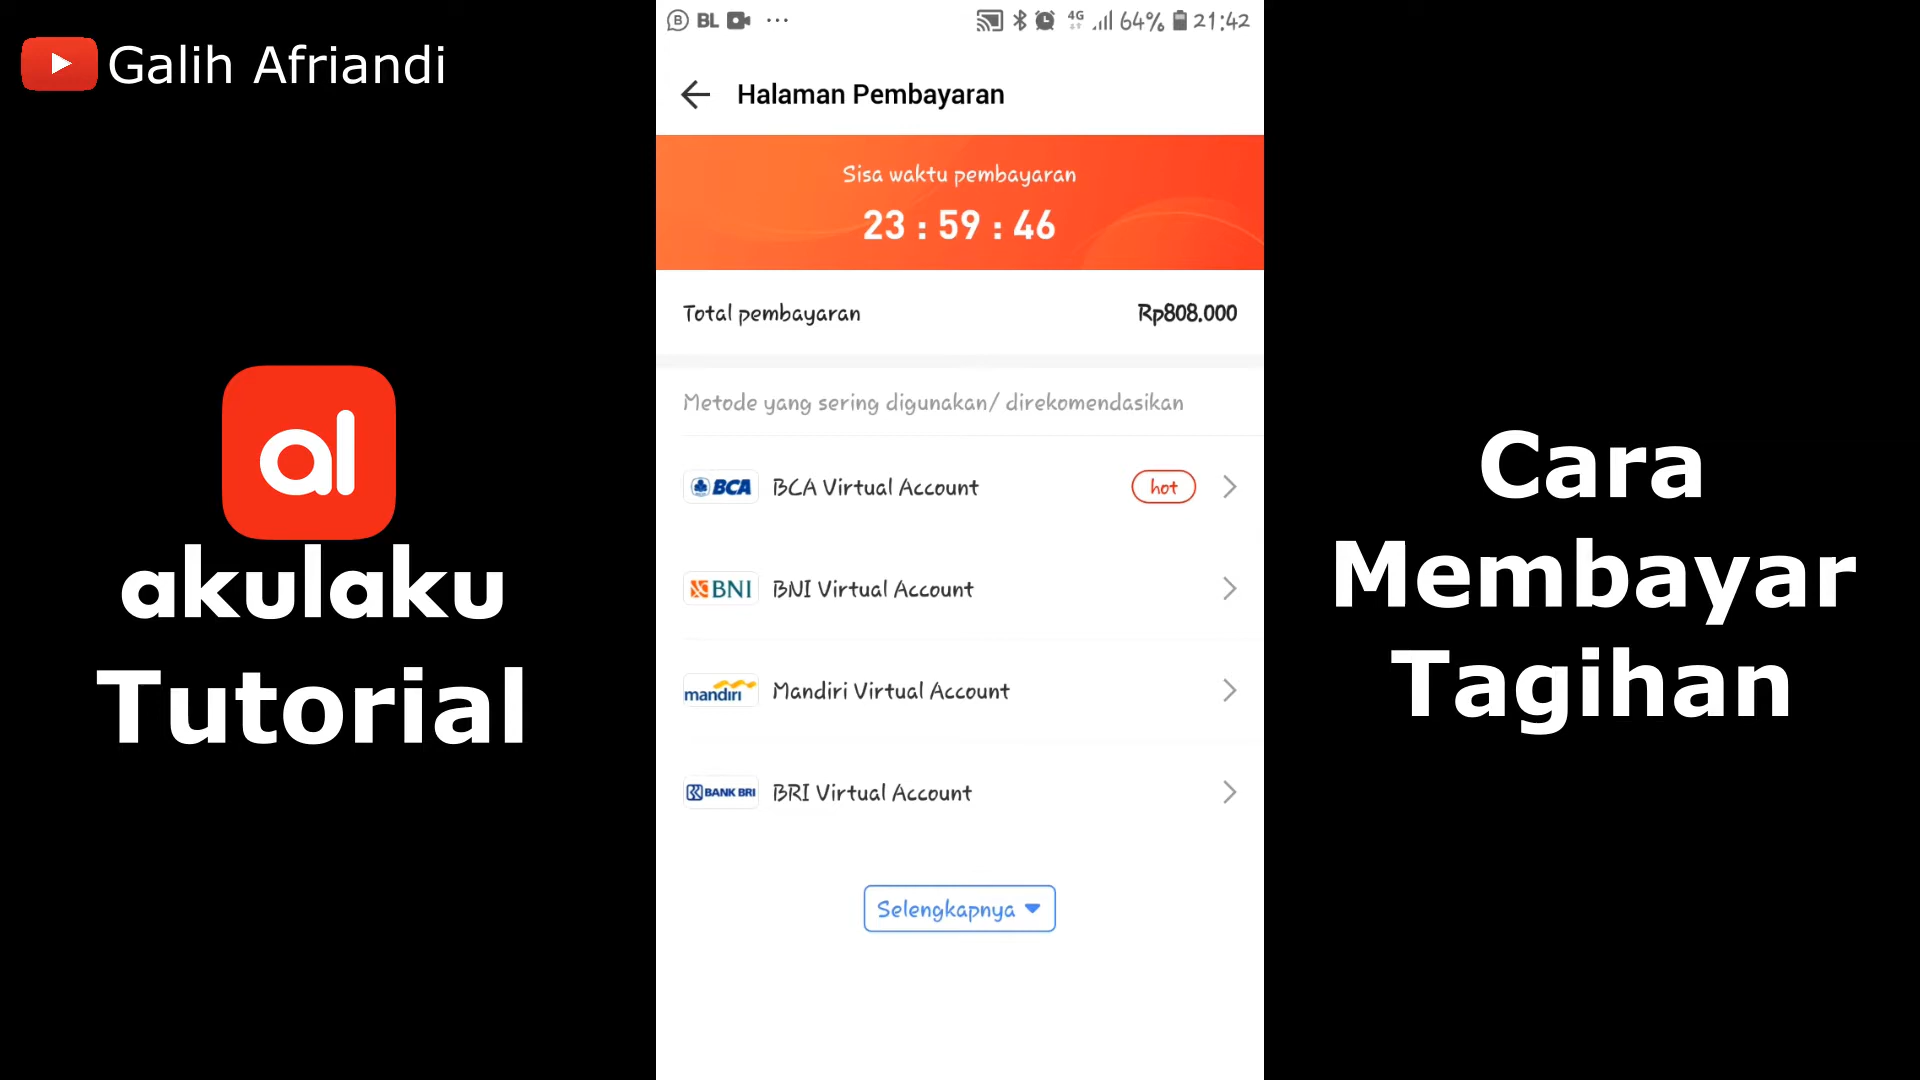 Galih Afriandi
al
akulaku
Tutorial
BL
4G
64%
21:42
Halaman Pembayaran
Sisa waktu pembayaran
23 : 59 : 46
Total pembayaran
Rp808.000
Metode yang sering digunakan/ direkomendasikan
BCA BCA Virtual Account hot
BNI BNI Virtual Account
mandiri Mandiri Virtual Account
BANK BRI BRI Virtual Account
Selengkapnya
Cara
Membayar
Tagihan